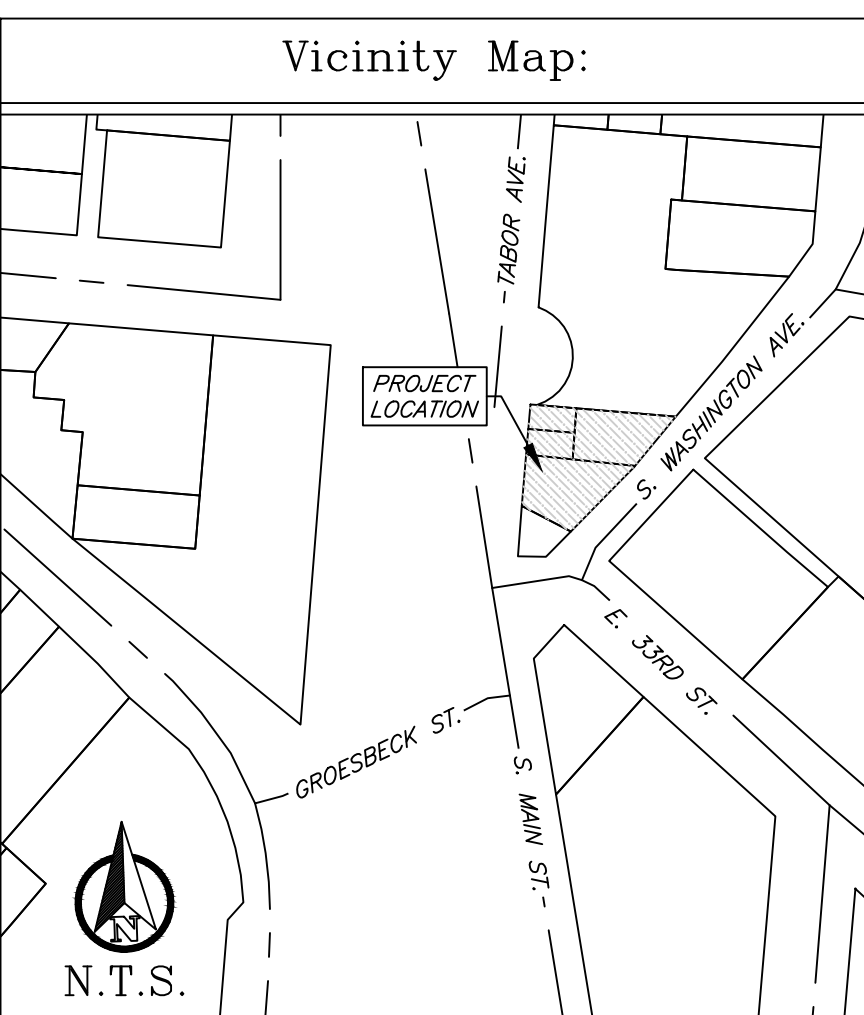 Vicinity Map:
TABOR AVE.
PROJECT
LOCATION
S. WASHINGTON AVE.
E. 33RD ST.
GROESBECK ST.
S. MAIN ST.
N
N.T.S.